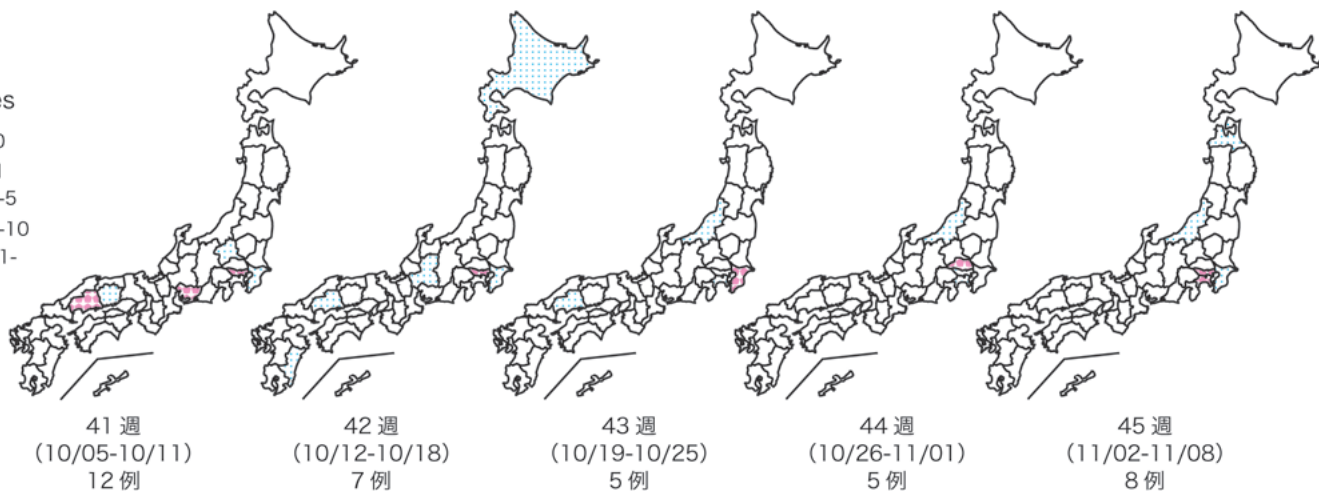 es
0
-5
-10
1-
41 週
(10/05-10/11)
12 例
42 週
(10/12-10/18)
7 例
43 週
(10/19-10/25)
5 例
44 週
(10/26-11/01)
5 例
45 週
(11/02-11/08)
8 例